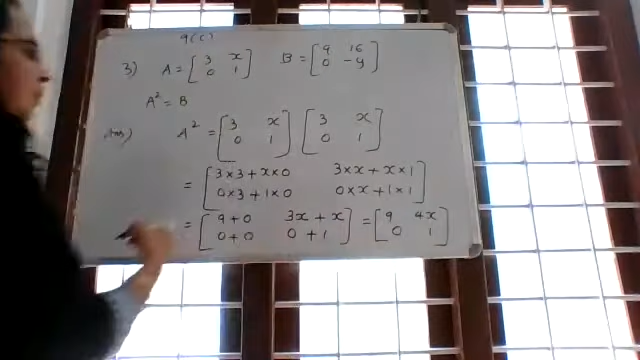 9(C)
3) A = [3 x
0 1] B = [9 16
0 -y]
A² = B
Ans) A² = [3 x
0 1] [3 x
0 1]
= [3×3+x×0 3×x+x×1
0×3+1×0 0×x+1×1]
= [9+0 3x+x
0+0 0+1] = [9 4x
0 1]